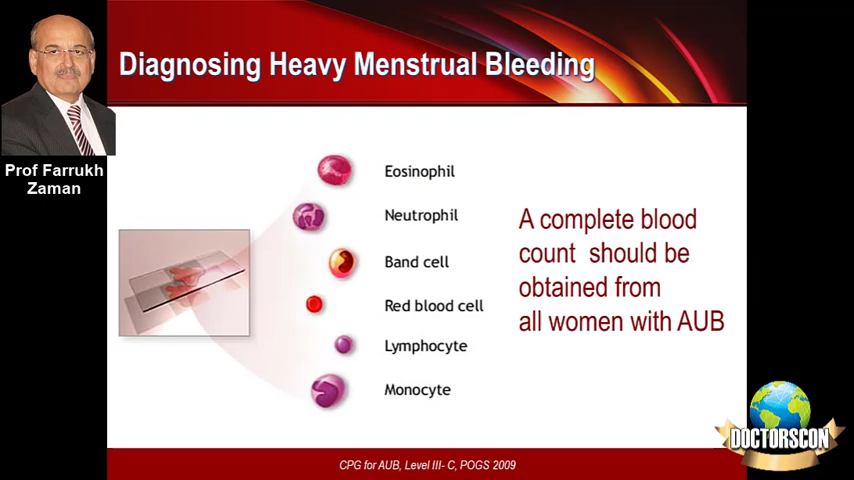 Diagnosing Heavy Menstrual Bleeding
Prof Farrukh
Zaman
Eosinophil
Neutrophil
Band cell
Red blood cell
Lymphocyte
Monocyte
A complete blood
count should be
obtained from
all women with AUB
DOCTORSCON
CPG for AUB, Level III- C, POGS 2009